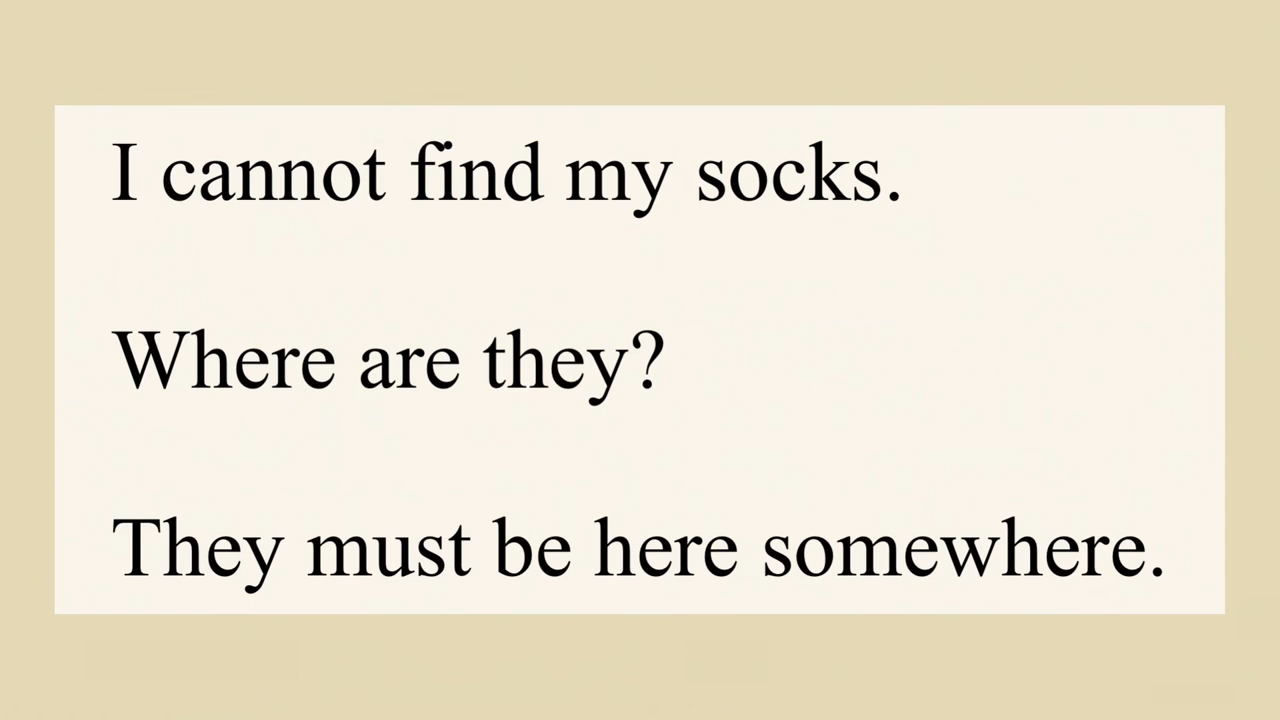 I cannot find my socks.
Where are they?
They must be here somewhere.